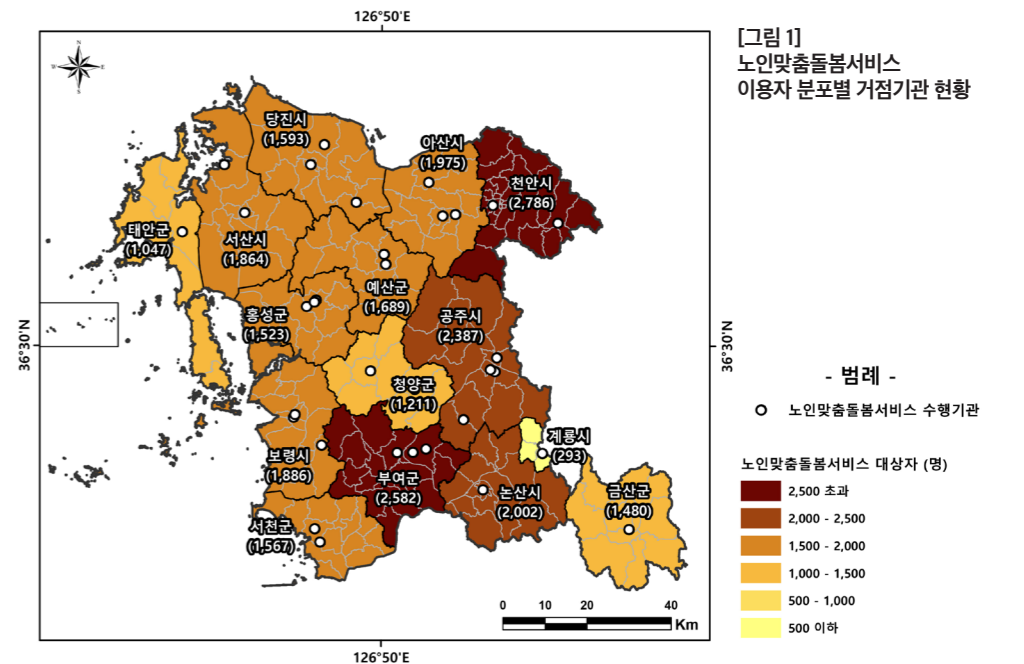 126°50'E
[그림 1]
노인맞춤돌봄서비스
이용자 분포별 거점기관 현황
N
W
E
S
당진시
(1,593)
아산시
(1,975)
천안시
(2,786)
태안군
(1,047)
서산시
(1,864)
예산군
(1,689)
홍성군
(1,523)
공주시
(2,387)
36°30'N
36°30'N
청양군
(1,211)
- 범례 -
노인맞춤돌봄서비스 수행기관
계룡시
(293)
보령시
(1,886)
부여군
(2,582)
논산시
(2,002)
금산군
(1,480)
서천군
(1,567)
노인맞춤돌봄서비스 대상자 (명)
2,500 초과
2,000 - 2,500
1,500 - 2,000
1,000 - 1,500
500 - 1,000
500 이하
0 10 20 40
Km
126°50'E